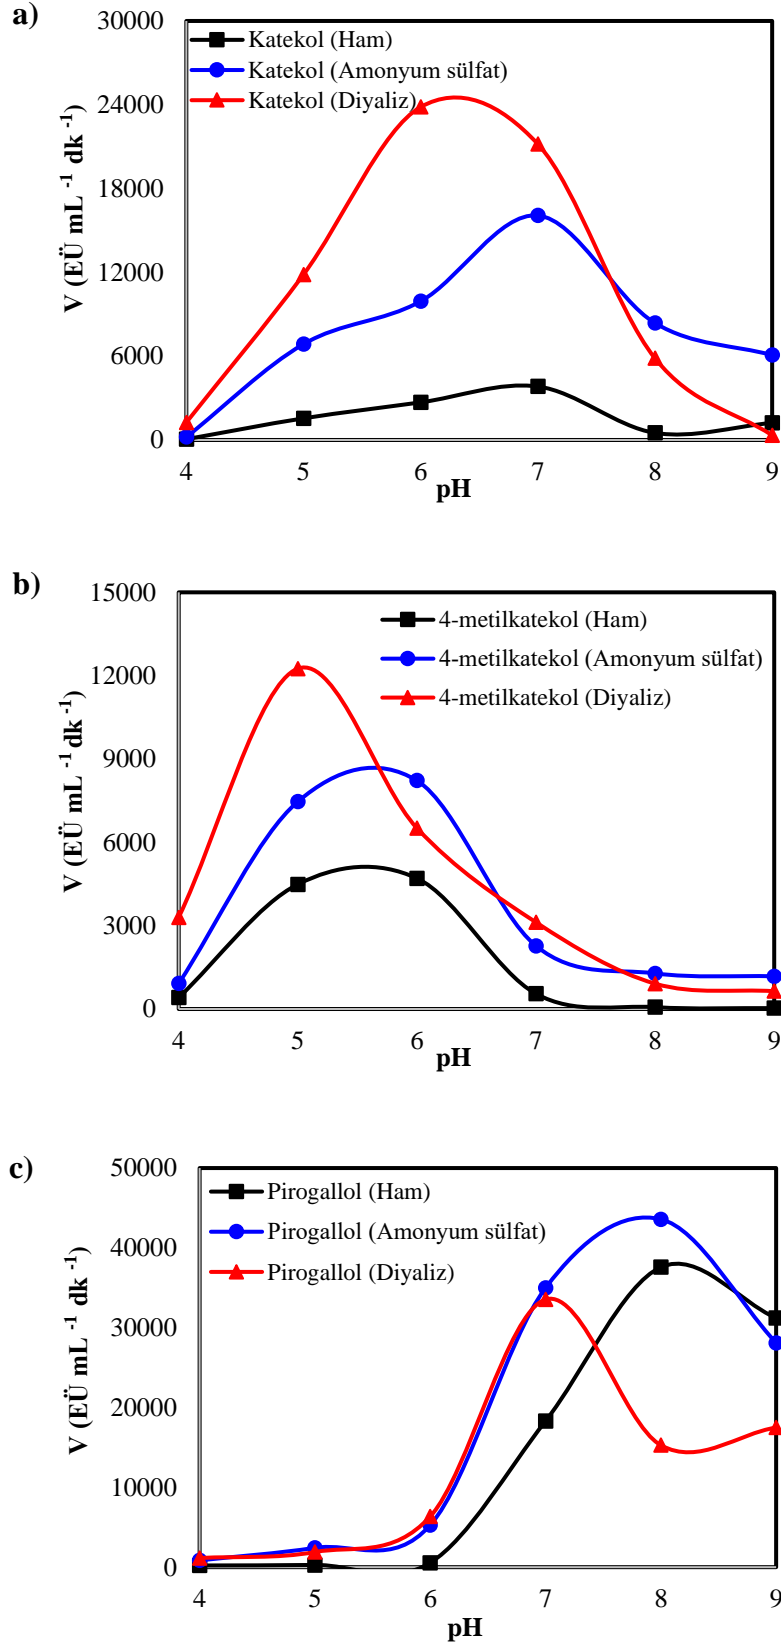 a)
30000
24000
18000
12000
6000
0
V (EÜ mL -1 dk -1)
Katekol (Ham)
Katekol (Amonyum sülfat)
Katekol (Diyaliz)
4 5 6 7 8 9
pH
b)
15000
12000
9000
6000
3000
0
V (EÜ mL -1 dk -1)
4-metilkatekol (Ham)
4-metilkatekol (Amonyum sülfat)
4-metilkatekol (Diyaliz)
4 5 6 7 8 9
pH
c)
50000
40000
30000
20000
10000
0
V (EÜ mL -1 dk -1)
Pirogallol (Ham)
Pirogallol (Amonyum sülfat)
Pirogallol (Diyaliz)
4 5 6 7 8 9
pH